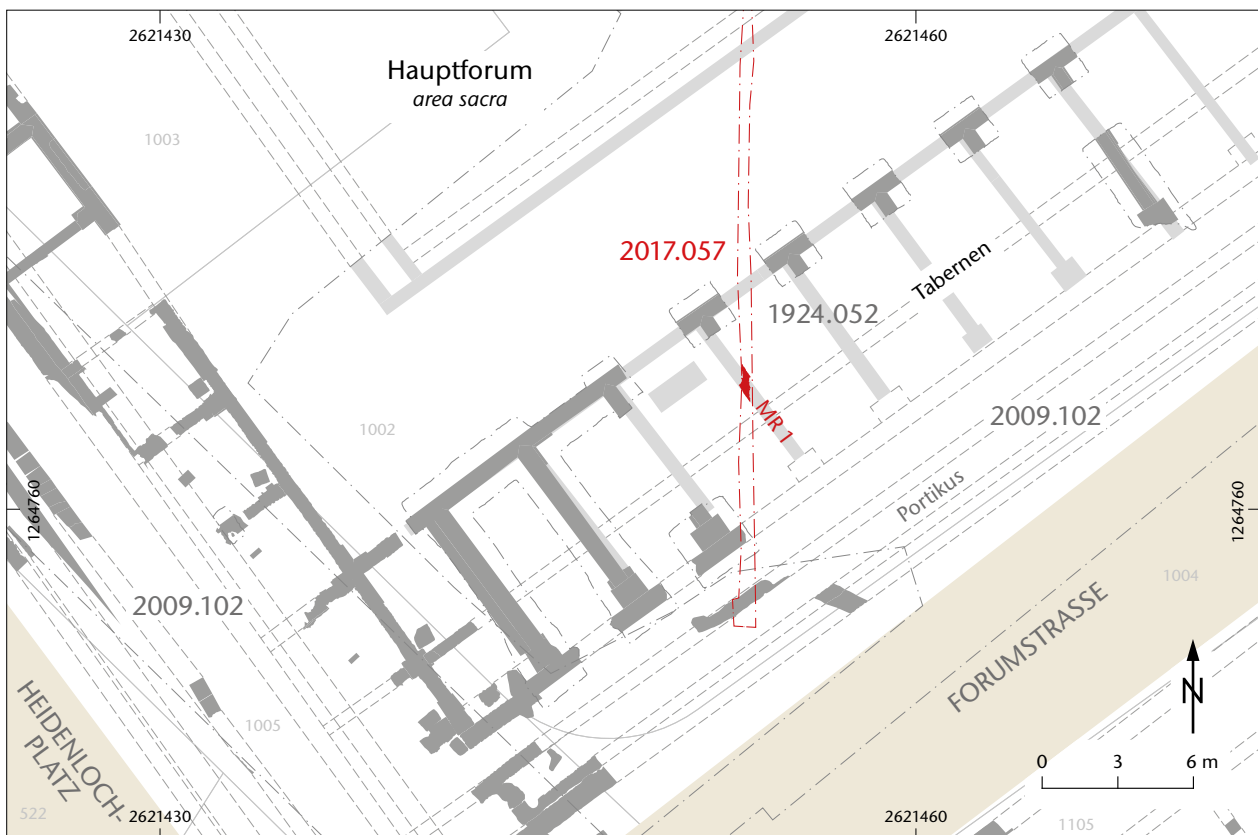 2621430
2621460
Hauptforum
area sacra
1003
2017.057
Tabernen
1924.052
MR 1
1002
2009.102
Portikus
1264760
1264760
1004
2009.102
FORUMSTRASSE
N
HEIDENLOCH-
PLATZ
1005
0 3 6 m
522
2621430
2621460
1105